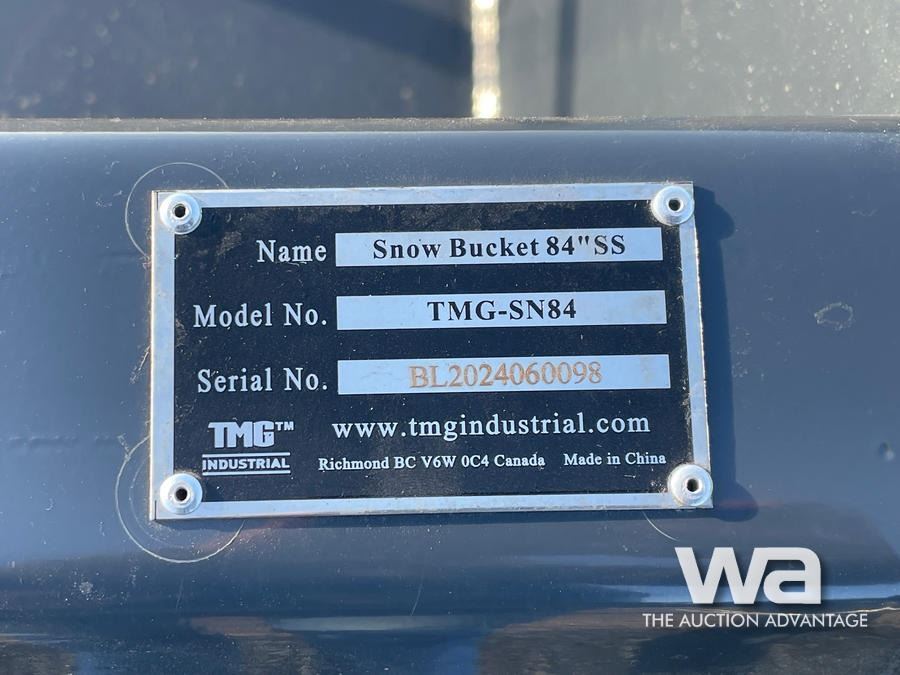 Name Snow Bucket 84"SS
Model No. TMG-SN84
Serial No. BL2024060098
TMG™ INDUSTRIAL
www.tmgindustrial.com
Richmond BC V6W 0C4 Canada Made in China
wa
THE AUCTION ADVANTAGE